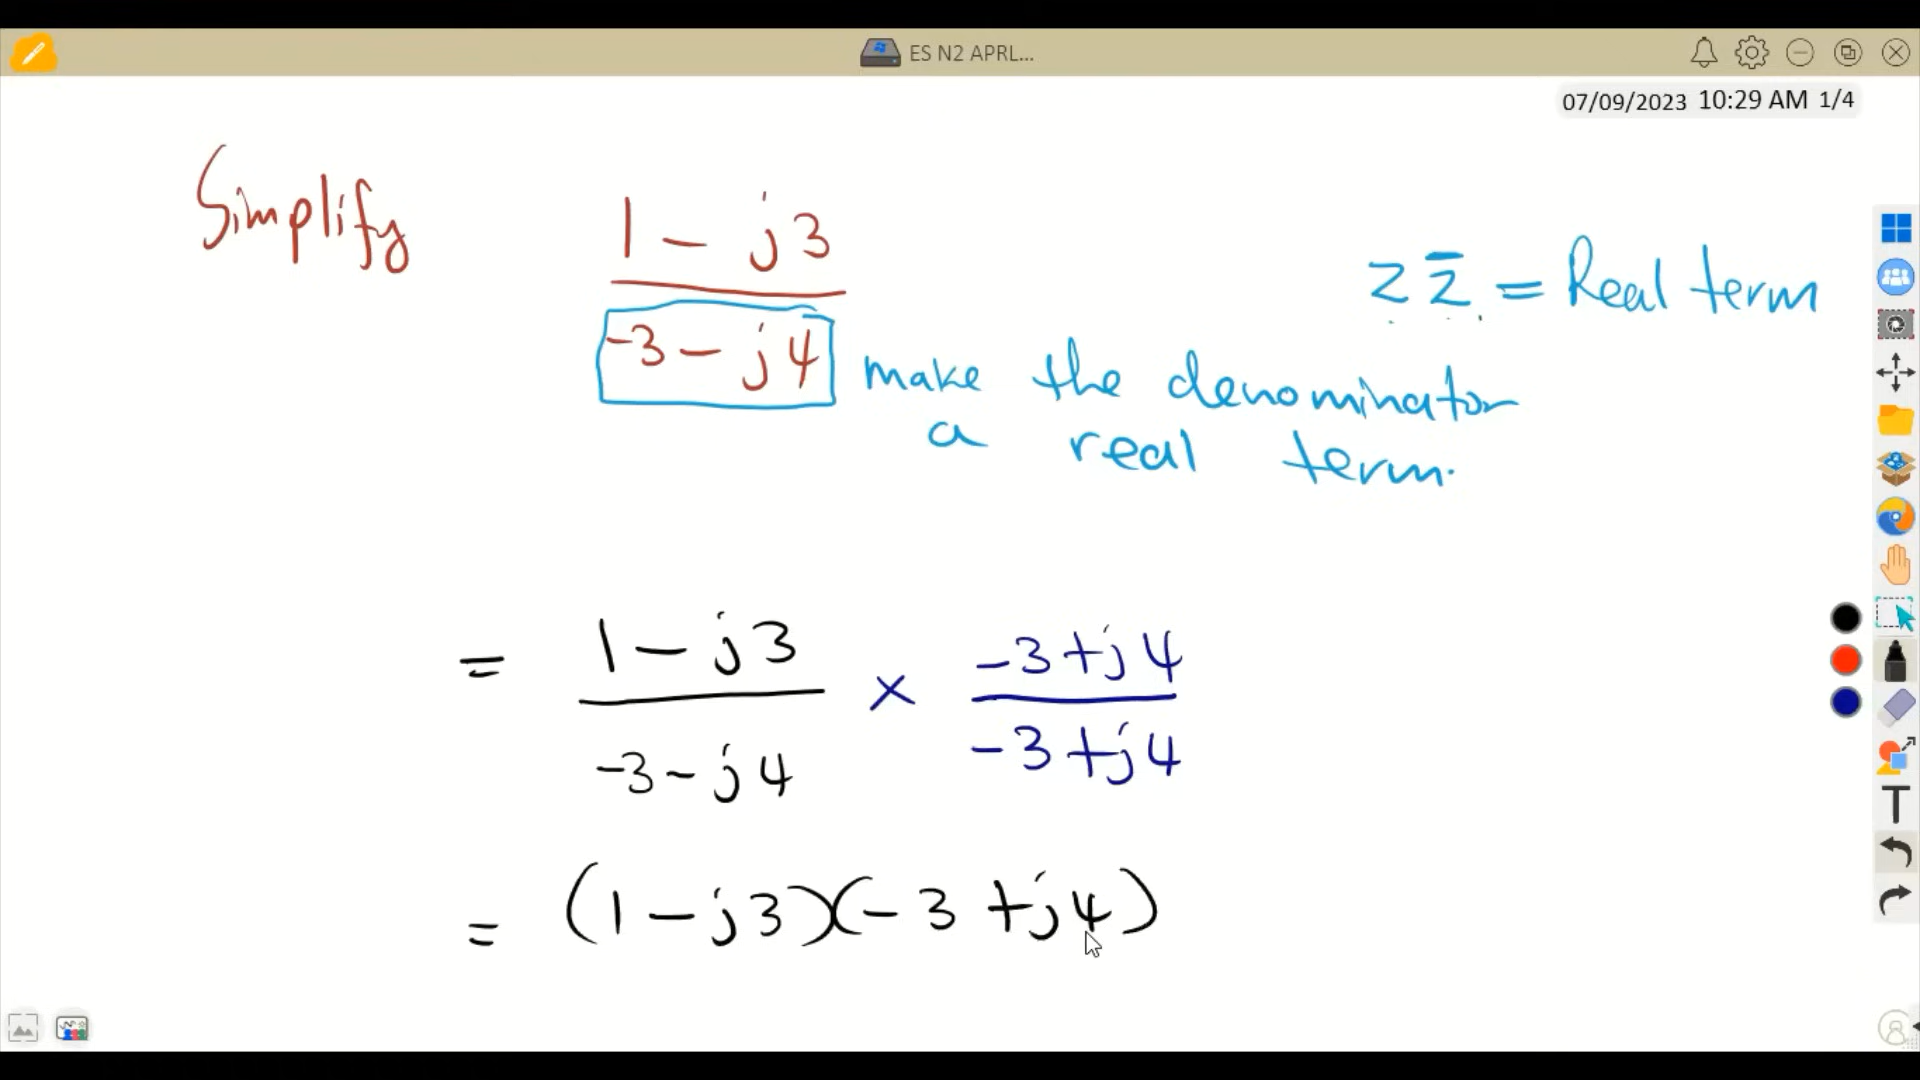 ES N2 APRL...
07/09/2023 10:29 AM 1/4
Simplify
1 - j3
-3 - j4
z z̄ = Real term
make the denominator
a real term.
= 1 - j3 × -3 + j4
-3 - j4 -3 + j4
= (1 - j3)(-3 + j4)
T